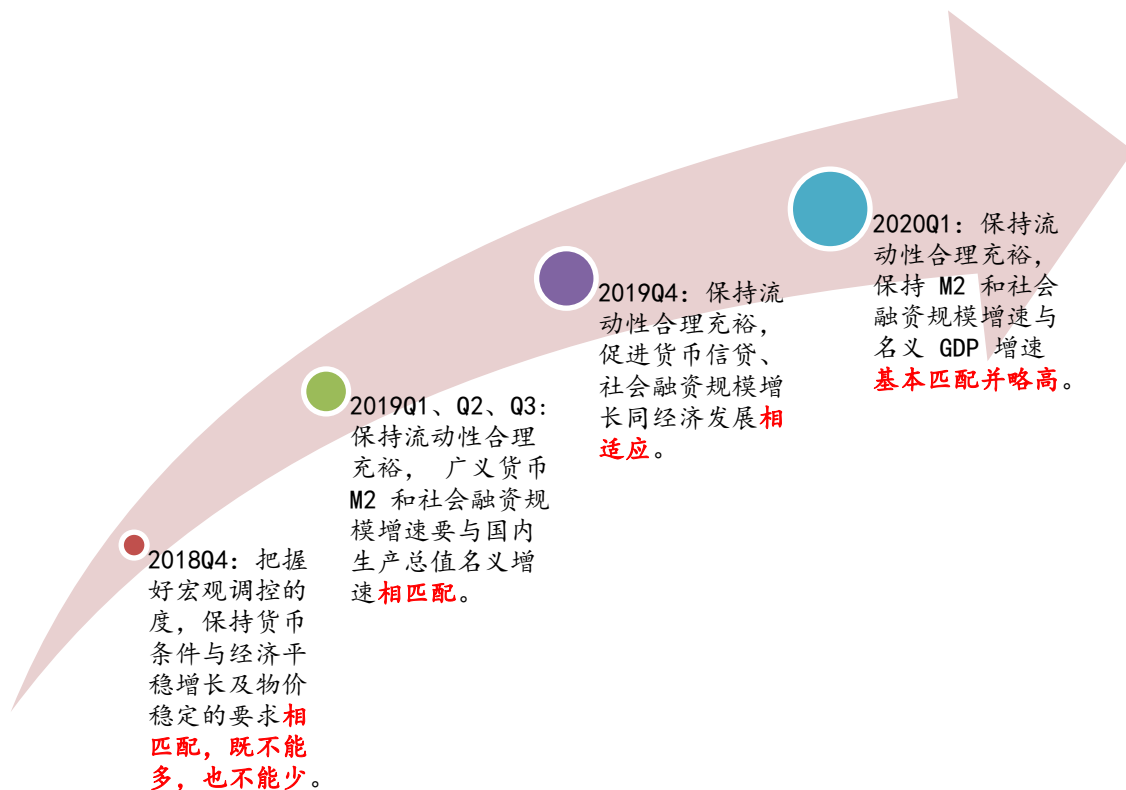 2018Q4：把握
好宏观调控的
度，保持货币
条件与经济平
稳增长及物价
稳定的要求相
匹配，既不能
多，也不能少。
2019Q1、Q2、Q3：
保持流动性合理
充裕， 广义货币
M2 和社会融资规
模增速要与国内
生产总值名义增
速相匹配。
2019Q4：保持流
动性合理充裕，
促进货币信贷、
社会融资规模增
长同经济发展相
适应。
2020Q1：保持流
动性合理充裕，
保持 M2 和社会
融资规模增速与
名义 GDP 增速
基本匹配并略高。